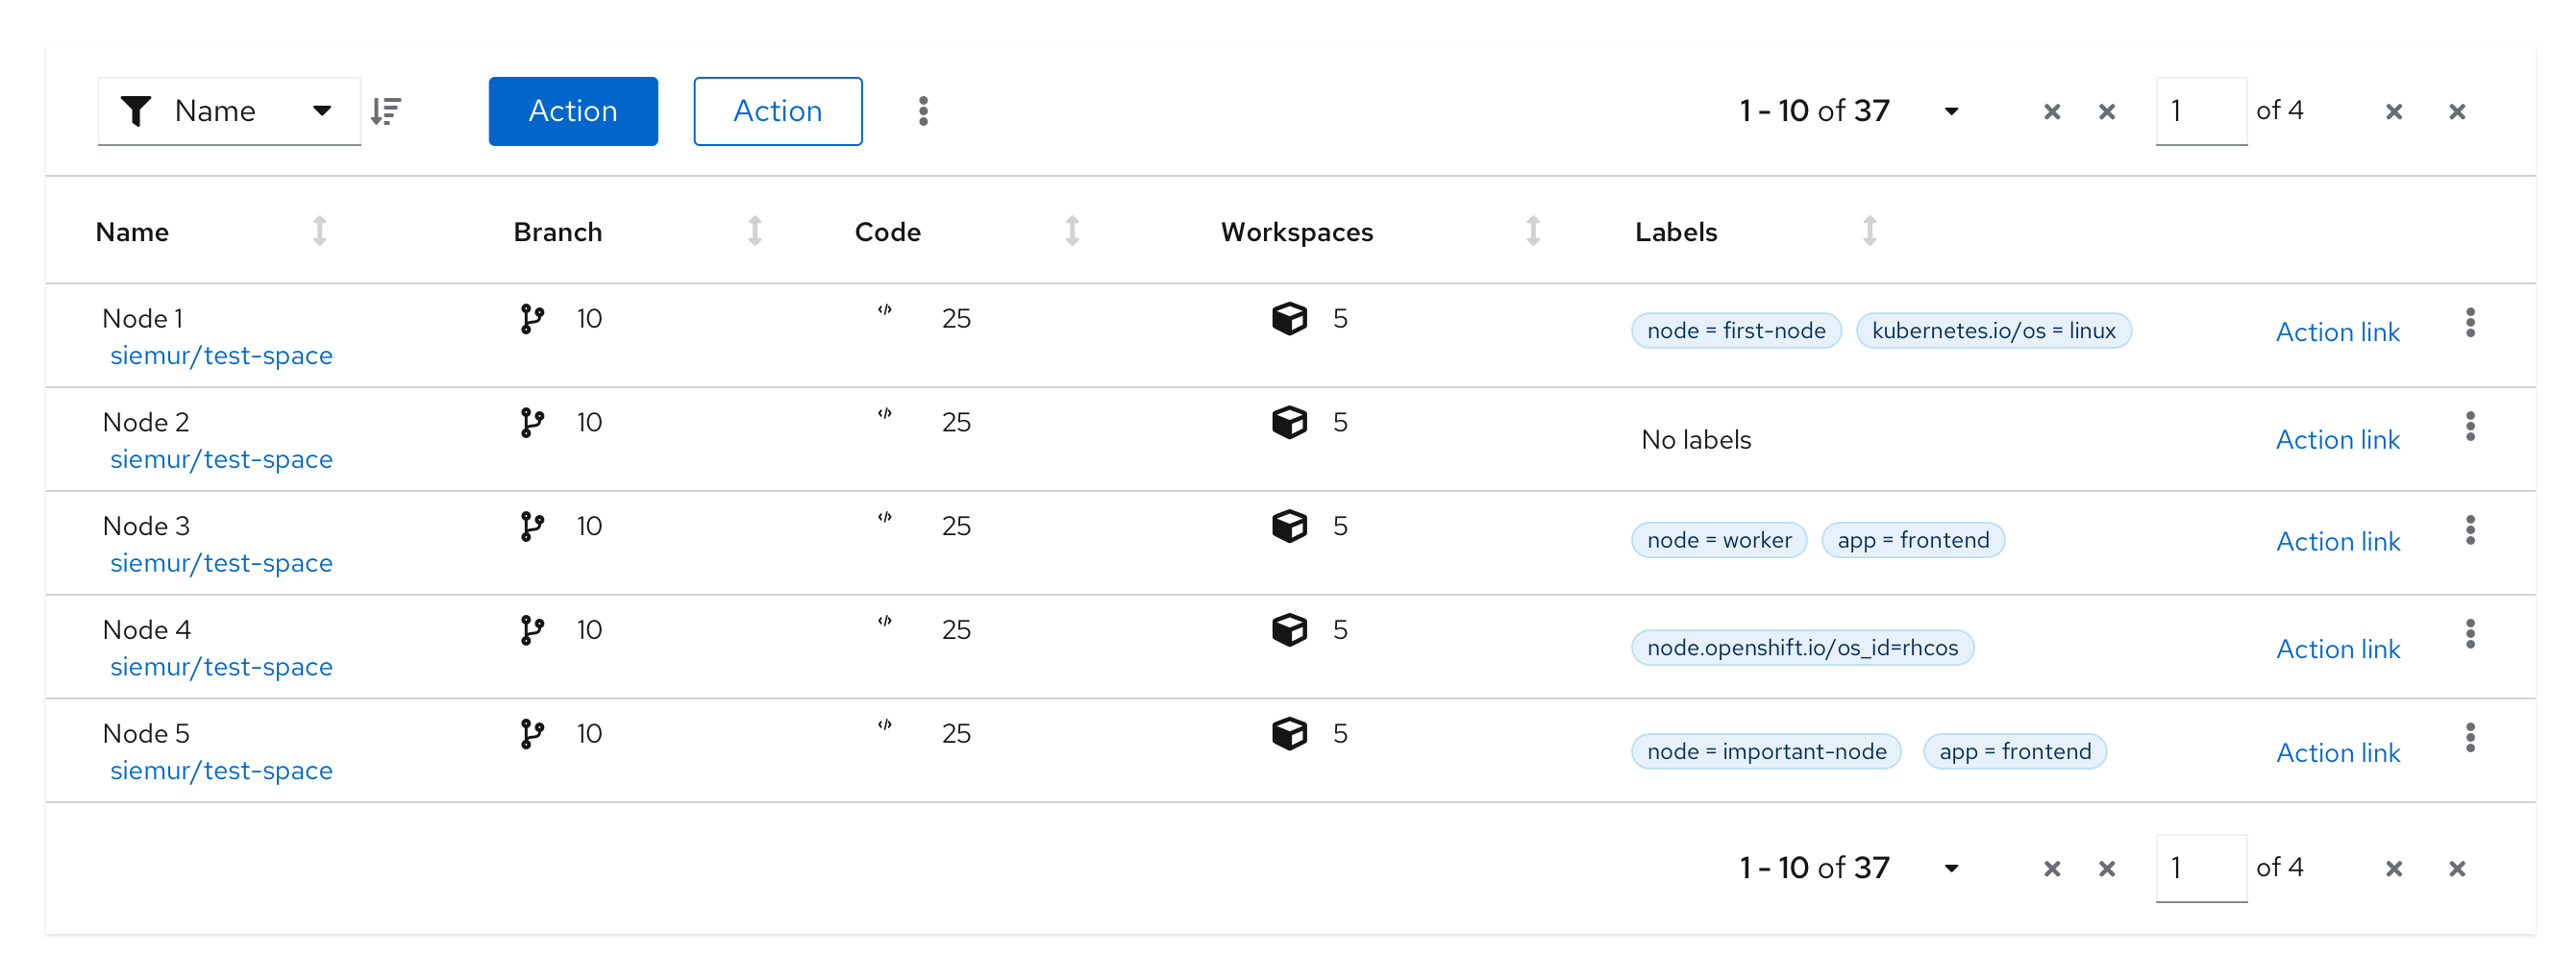 Name Action Action 1 - 10 of 37 1 of 4
Name Branch Code Workspaces Labels
Node 1 10 25 5 node = first-node kubernetes.io/os = linux Action link
siemur/test-space
Node 2 10 25 5 No labels Action link
siemur/test-space
Node 3 10 25 5 node = worker app = frontend Action link
siemur/test-space
Node 4 10 25 5 node.openshift.io/os_id=rhcos Action link
siemur/test-space
Node 5 10 25 5 node = important-node app = frontend Action link
siemur/test-space
1 - 10 of 37 1 of 4